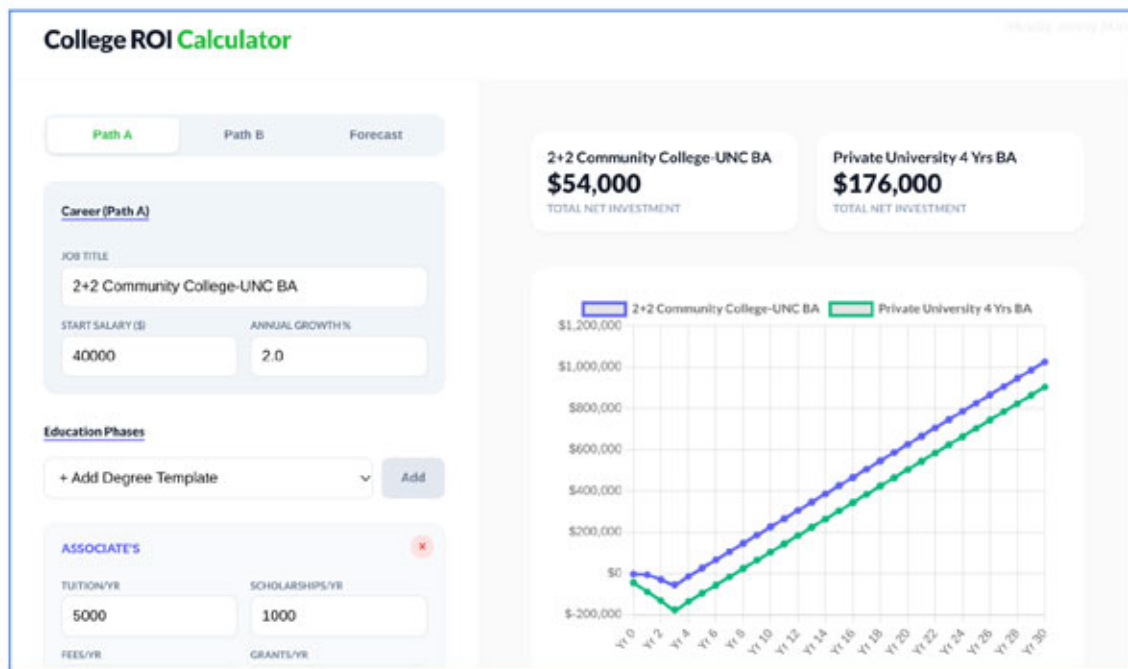 College ROI Calculator
Path A Path B Forecast
Career (Path A)
JOB TITLE
2+2 Community College-UNC BA
START SALARY ($) ANNUAL GROWTH %
40000 2.0
Education Phases
+ Add Degree Template Add
ASSOCIATE'S ×
TUITION/YR SCHOLARSHIPS/YR
5000 1000
FEES/YR GRANTS/YR
2+2 Community College-UNC BA
$54,000
TOTAL NET INVESTMENT
Private University 4 Yrs BA
$176,000
TOTAL NET INVESTMENT
2+2 Community College-UNC BA Private University 4 Yrs BA
$1,200,000
$1,000,000
$800,000
$600,000
$400,000
$200,000
$0
$-200,000
Yr 0 Yr 2 Yr 4 Yr 6 Yr 8 Yr 10 Yr 12 Yr 14 Yr 16 Yr 18 Yr 20 Yr 22 Yr 24 Yr 26 Yr 28 Yr 30